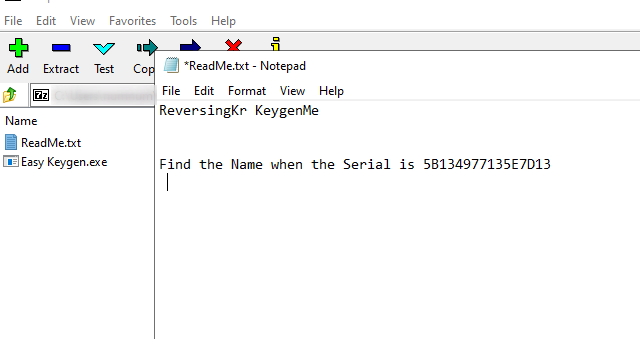 File Edit View Favorites Tools Help
Add Extract Test Cop
*ReadMe.txt - Notepad
File Edit Format View Help
ReversingKr KeygenMe
Find the Name when the Serial is 5B134977135E7D13
7z
Name
ReadMe.txt
Easy Keygen.exe